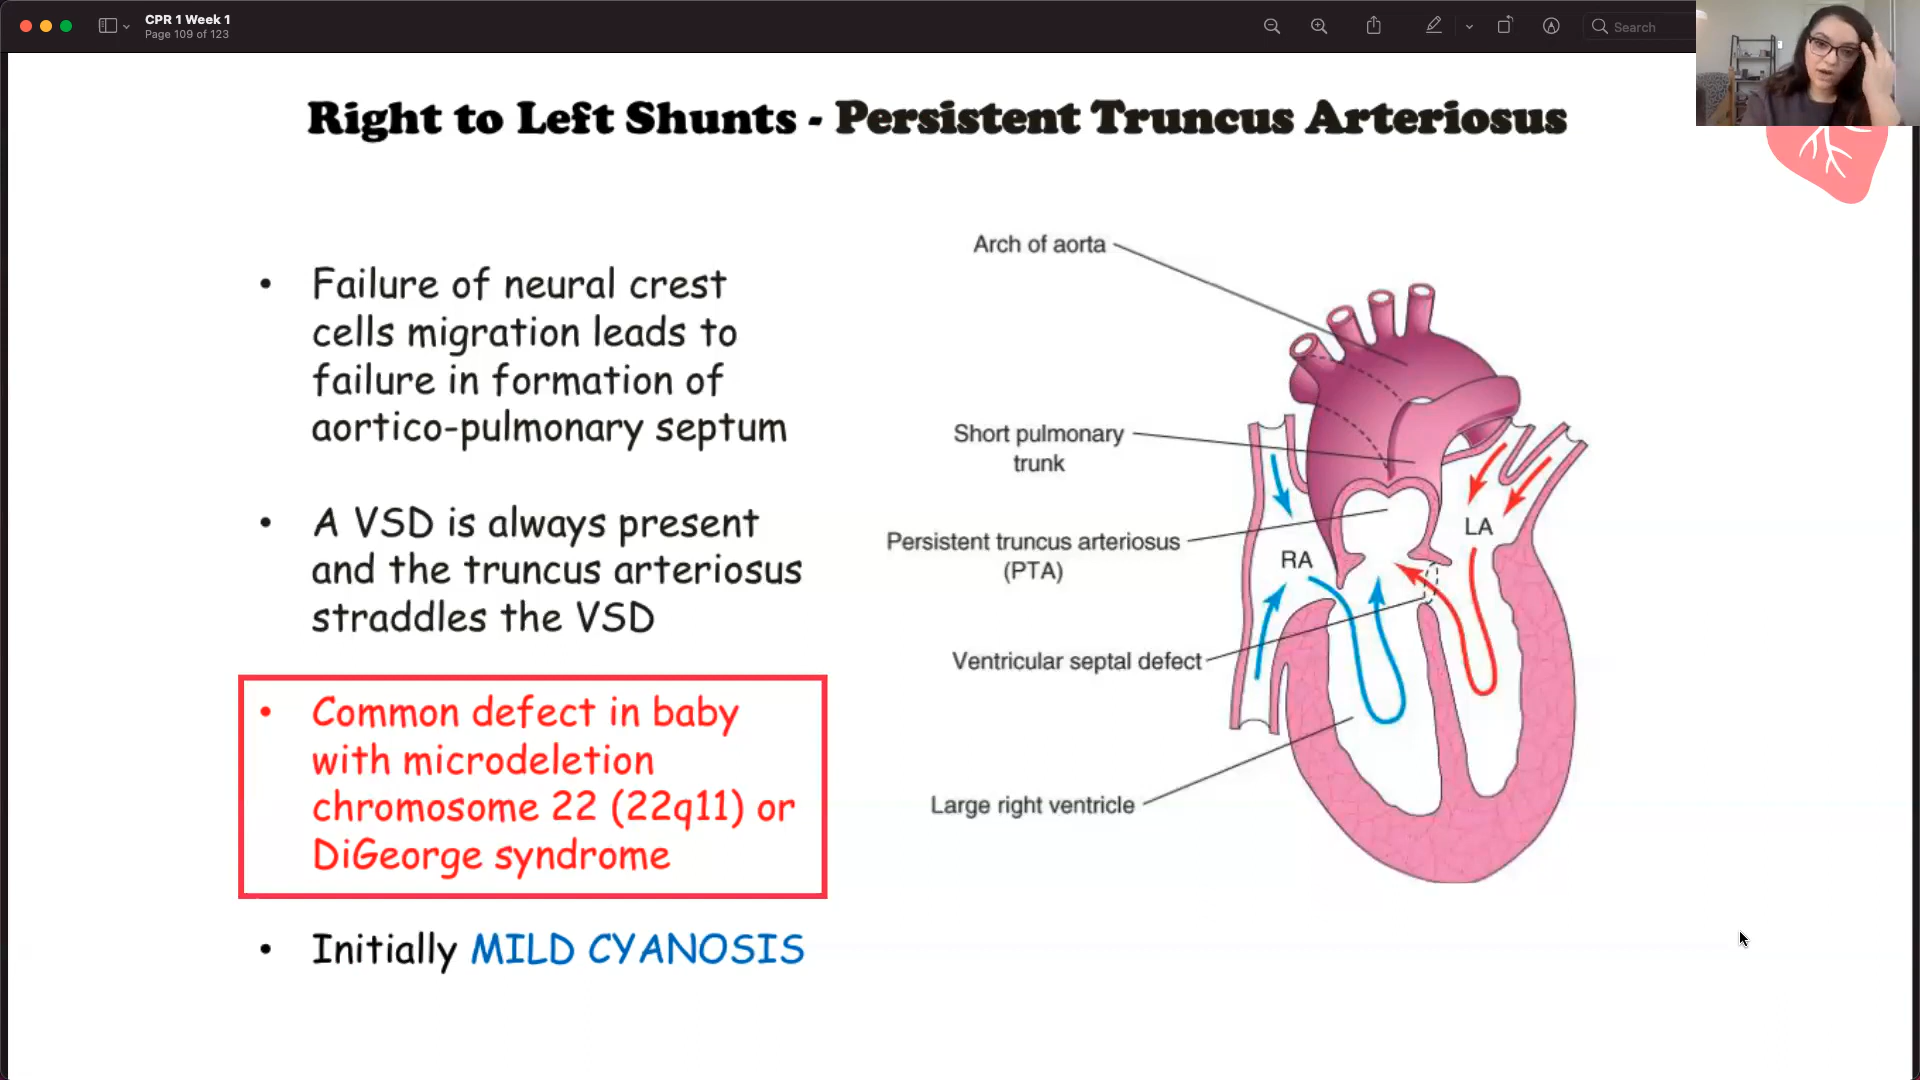 CPR 1 Week 1
Page 109 of 123
Search
Right to Left Shunts - Persistent Truncus Arteriosus
• Failure of neural crest
cells migration leads to
failure in formation of
aortico-pulmonary septum
• A VSD is always present
and the truncus arteriosus
straddles the VSD
• Common defect in baby
with microdeletion
chromosome 22 (22q11) or
DiGeorge syndrome
• Initially MILD CYANOSIS
Arch of aorta
Short pulmonary
trunk
Persistent truncus arteriosus
(PTA)
Ventricular septal defect
Large right ventricle
RA
LA